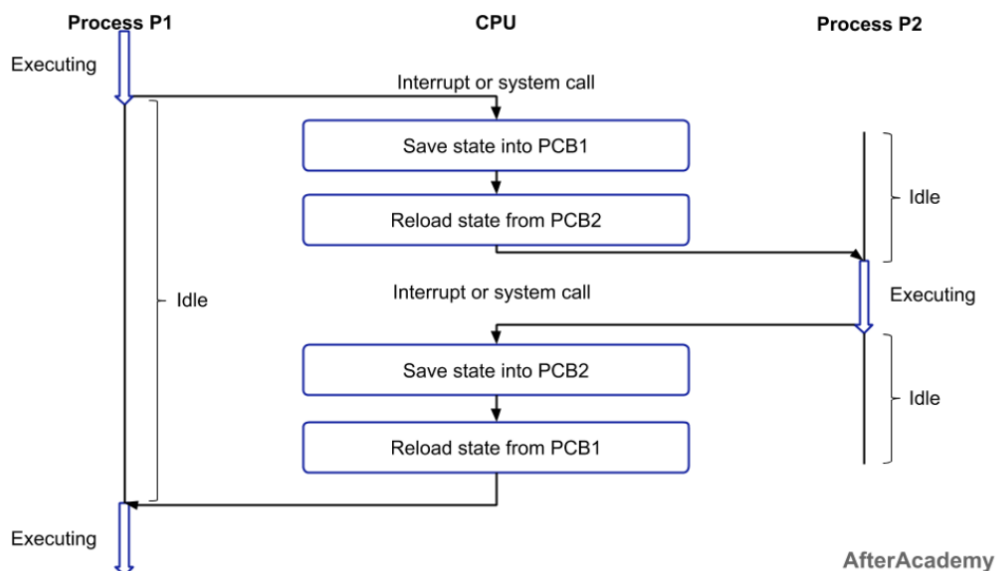 Process P1
CPU
Process P2
Executing
Interrupt or system call
Save state into PCB1
Idle
Reload state from PCB2
Interrupt or system call
Executing
Idle
Save state into PCB2
Idle
Reload state from PCB1
Executing
AfterAcademy